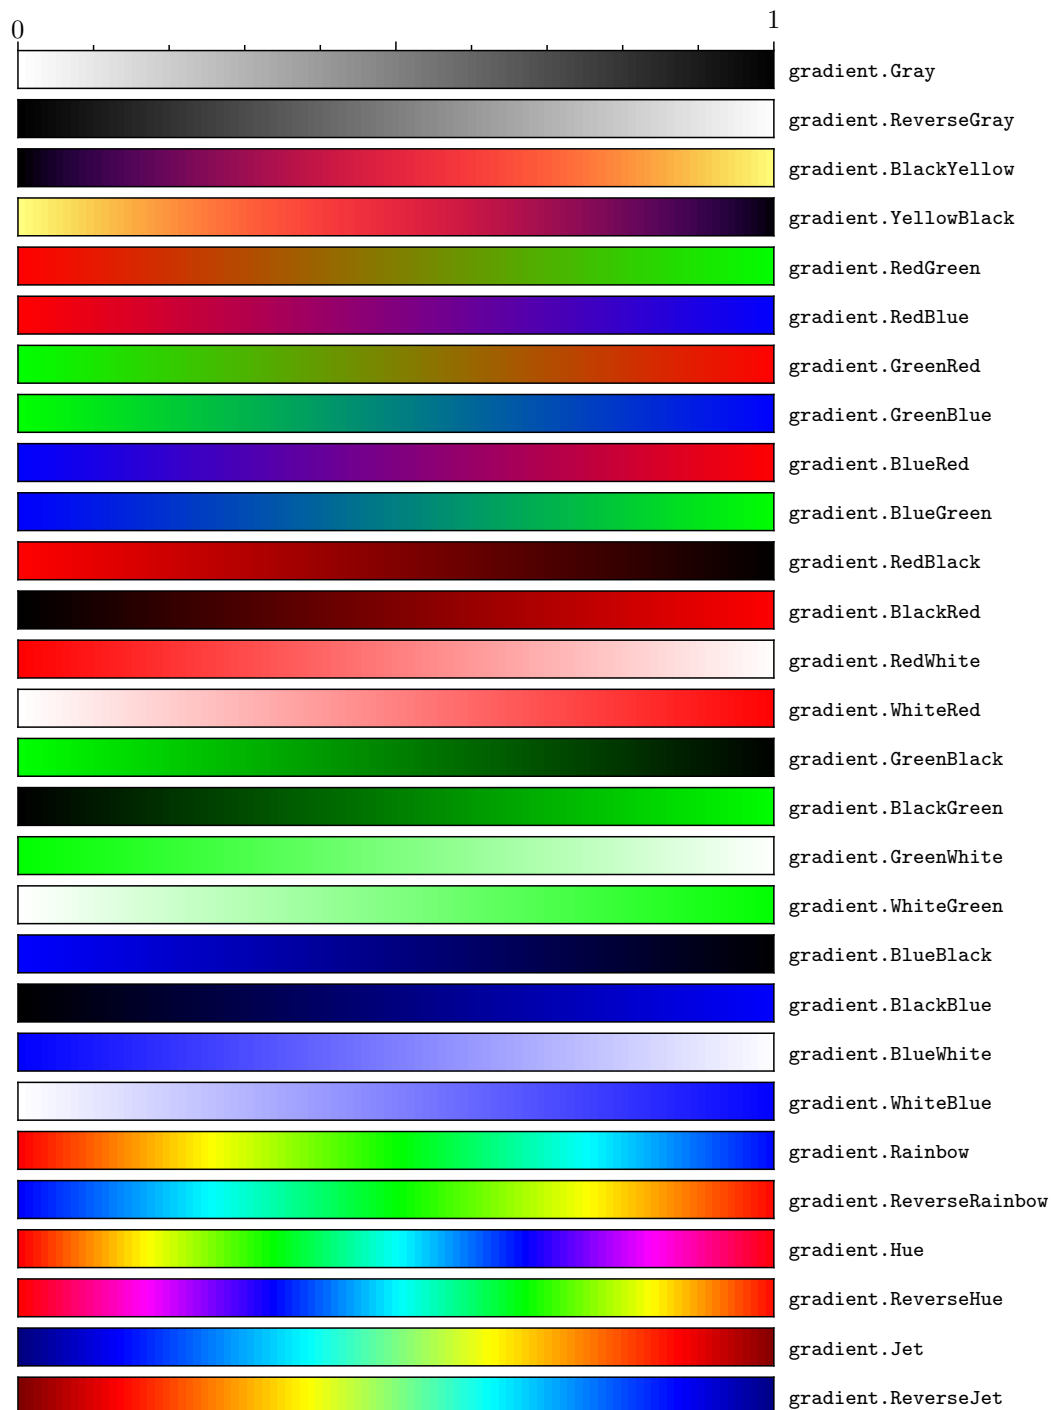 0 1
gradient.Gray
gradient.ReverseGray
gradient.BlackYellow
gradient.YellowBlack
gradient.RedGreen
gradient.RedBlue
gradient.GreenRed
gradient.GreenBlue
gradient.BlueRed
gradient.BlueGreen
gradient.RedBlack
gradient.BlackRed
gradient.RedWhite
gradient.WhiteRed
gradient.GreenBlack
gradient.BlackGreen
gradient.GreenWhite
gradient.WhiteGreen
gradient.BlueBlack
gradient.BlackBlue
gradient.BlueWhite
gradient.WhiteBlue
gradient.Rainbow
gradient.ReverseRainbow
gradient.Hue
gradient.ReverseHue
gradient.Jet
gradient.ReverseJet